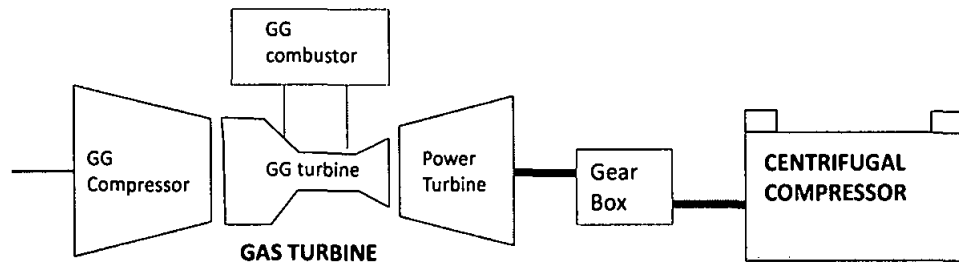 GG
combustor
GG
Compressor
GG turbine
Power
Turbine
Gear
Box
CENTRIFUGAL
COMPRESSOR
GAS TURBINE